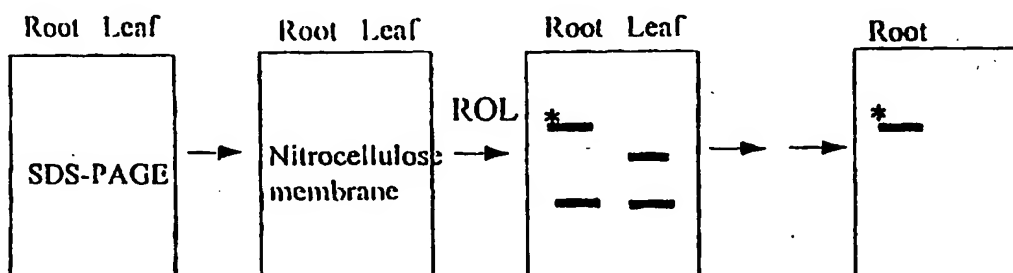 Root Leaf
SDS-PAGE
Root Leaf
Nitrocellulose
membrane
ROL
Root Leaf
*
Root
*